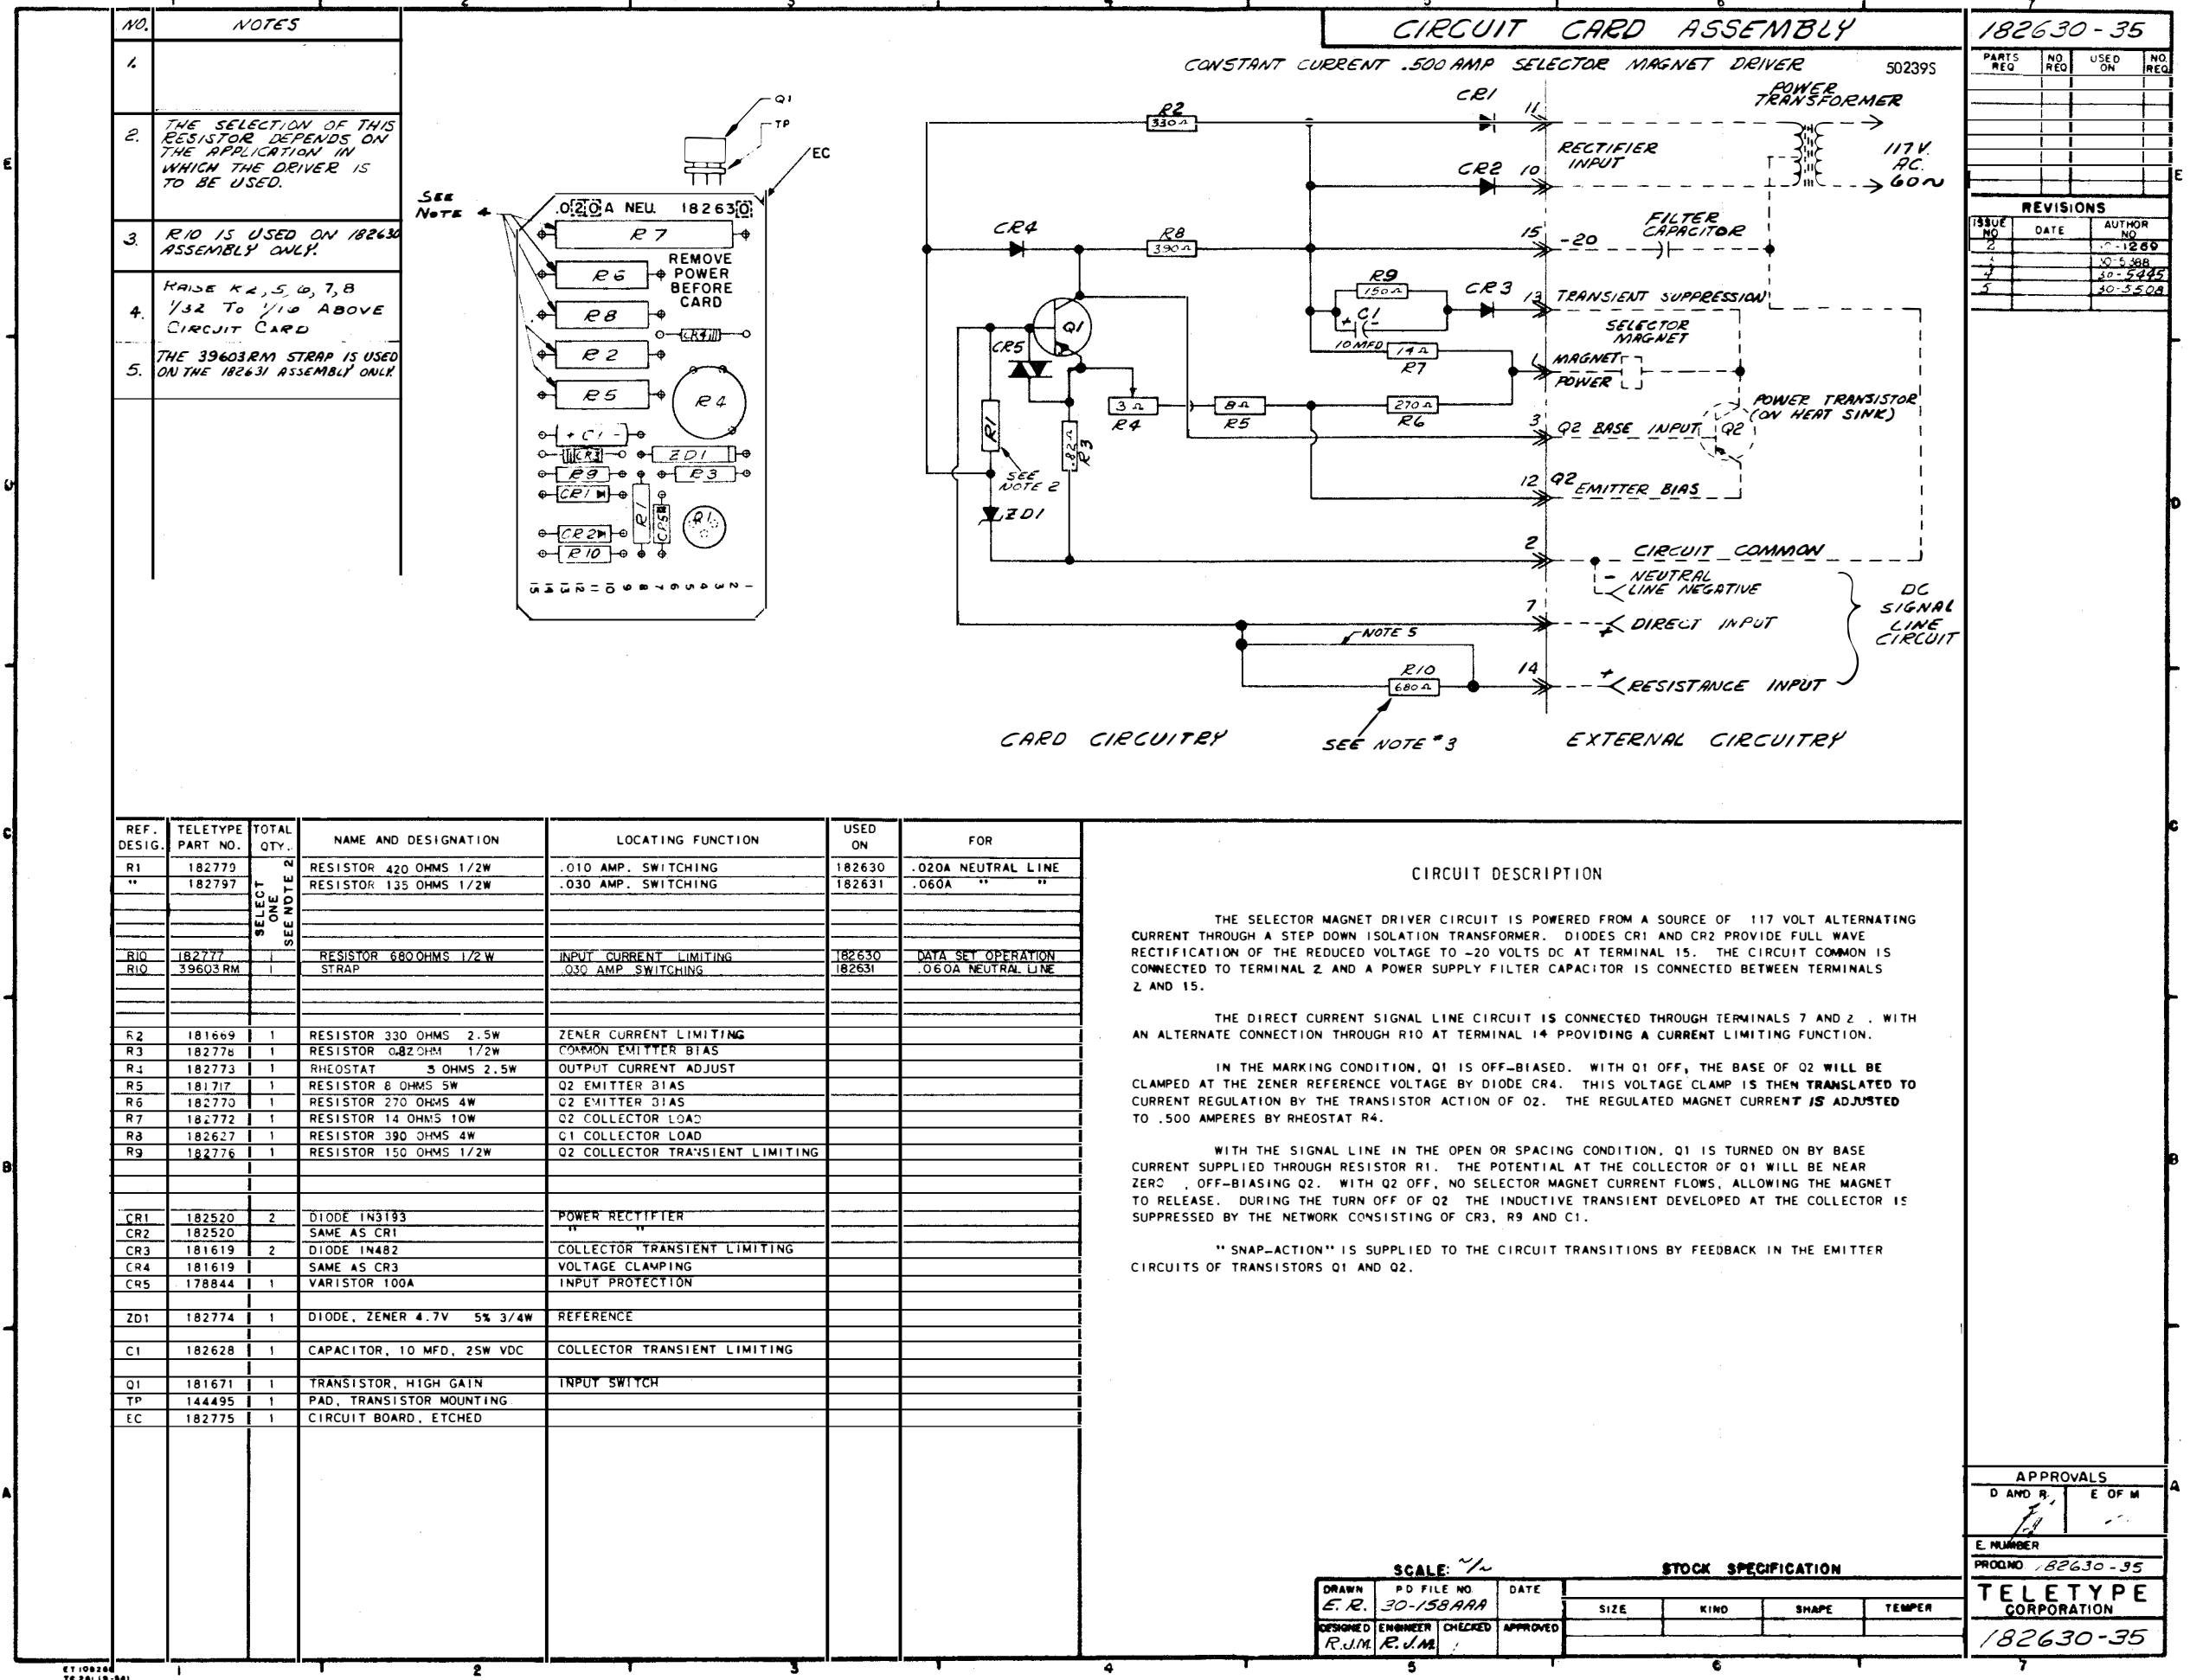 NO. NOTES
1.
2. THE SELECTION OF THIS
RESISTOR DEPENDS ON
THE APPLICATION IN
WHICH THE DRIVER IS
TO BE USED.
3. R10 IS USED ON 182630
ASSEMBLY ONLY.
4. RAISE R2, 5, 6, 7, 8
1/32 TO 1/16 ABOVE
CIRCUIT CARD
5. THE 39603RM STRAP IS USED
ON THE 182631 ASSEMBLY ONLY.
SEE
NOTE 4
Q1
TP
EC
.020A NEU. 182630
R7
REMOVE
POWER
BEFORE
CARD
R6
R8
CR4
R2
R5
R4
+ C1 -
CR3
ZD1
R9
R3
CR1
R1
CR5
Q1
CR2
R10
15 14 13 12 11 10 9 8 7 6 5 4 3 2 1
CIRCUIT CARD ASSEMBLY
CONSTANT CURRENT .500 AMP SELECTOR MAGNET DRIVER
50239S
R2
330Ω
CR1
11
POWER
TRANSFORMER
RECTIFIER
INPUT
CR2
10
117 V.
AC.
60~
CR4
R8
390Ω
15
-20
FILTER
CAPACITOR
R9
150Ω
CR3
13
TRANSIENT SUPPRESSION
+ C1 -
10 MFD
SELECTOR
MAGNET
Q1
CR5
14Ω
R7
MAGNET
POWER
3Ω
R4
8Ω
R5
270Ω
R6
POWER TRANSISTOR
(ON HEAT SINK)
3
Q2 BASE INPUT
Q2
R1
.82Ω
R3
SEE
NOTE 2
12
Q2
EMITTER BIAS
ZD1
2
CIRCUIT COMMON
- NEUTRAL
LINE NEGATIVE
DC
SIGNAL
LINE
CIRCUIT
7
+ DIRECT INPUT
NOTE 5
R10
680Ω
14
+ RESISTANCE INPUT
CARD CIRCUITRY
SEE NOTE #3
EXTERNAL CIRCUITRY
182630-35
PARTS REQ NO. REQ USED ON NO. REQ
REVISIONS
ISSUE NO DATE AUTHOR NO
2
30-5388
4 30-5445
5 30-5508
REF. DESIG. TELETYPE PART NO. TOTAL QTY. NAME AND DESIGNATION LOCATING FUNCTION USED ON FOR
SELECT ONE
SEE NOTE 2
R1 182779 RESISTOR 420 OHMS 1/2W .010 AMP. SWITCHING 182630 .020A NEUTRAL LINE
" 182797 RESISTOR 135 OHMS 1/2W .030 AMP. SWITCHING 182631 .060A " "
R10 182777 1 RESISTOR 680 OHMS 1/2 W INPUT CURRENT LIMITING 182630 DATA SET OPERATION
R10 39603 RM 1 STRAP .030 AMP SWITCHING 182631 .060A NEUTRAL LINE
R2 181669 1 RESISTOR 330 OHMS 2.5W ZENER CURRENT LIMITING
R3 182778 1 RESISTOR 0.82 OHM 1/2W COMMON EMITTER BIAS
R4 182773 1 RHEOSTAT 3 OHMS 2.5W OUTPUT CURRENT ADJUST
R5 181717 1 RESISTOR 8 OHMS 5W Q2 EMITTER BIAS
R6 182770 1 RESISTOR 270 OHMS 4W Q2 EMITTER BIAS
R7 182772 1 RESISTOR 14 OHMS 10W Q2 COLLECTOR LOAD
R8 182627 1 RESISTOR 390 OHMS 4W Q1 COLLECTOR LOAD
R9 182776 1 RESISTOR 150 OHMS 1/2W Q2 COLLECTOR TRANSIENT LIMITING
CR1 182520 2 DIODE IN3193 POWER RECTIFIER
CR2 182520 SAME AS CR1 " "
CR3 181619 2 DIODE IN482 COLLECTOR TRANSIENT LIMITING
CR4 181619 SAME AS CR3 VOLTAGE CLAMPING
CR5 178844 1 VARISTOR 100A INPUT PROTECTION
ZD1 182774 1 DIODE, ZENER 4.7V 5% 3/4W REFERENCE
C1 182628 1 CAPACITOR, 10 MFD, 25W VDC COLLECTOR TRANSIENT LIMITING
Q1 181671 1 TRANSISTOR, HIGH GAIN INPUT SWITCH
TP 144495 1 PAD, TRANSISTOR MOUNTING
EC 182775 1 CIRCUIT BOARD, ETCHED
CIRCUIT DESCRIPTION
THE SELECTOR MAGNET DRIVER CIRCUIT IS POWERED FROM A SOURCE OF 117 VOLT ALTERNATING
CURRENT THROUGH A STEP DOWN ISOLATION TRANSFORMER. DIODES CR1 AND CR2 PROVIDE FULL WAVE
RECTIFICATION OF THE REDUCED VOLTAGE TO -20 VOLTS DC AT TERMINAL 15. THE CIRCUIT COMMON IS
CONNECTED TO TERMINAL 2 AND A POWER SUPPLY FILTER CAPACITOR IS CONNECTED BETWEEN TERMINALS
2 AND 15.
THE DIRECT CURRENT SIGNAL LINE CIRCUIT IS CONNECTED THROUGH TERMINALS 7 AND 2 . WITH
AN ALTERNATE CONNECTION THROUGH R10 AT TERMINAL 14 PROVIDING A CURRENT LIMITING FUNCTION.
IN THE MARKING CONDITION, Q1 IS OFF-BIASED. WITH Q1 OFF, THE BASE OF Q2 WILL BE
CLAMPED AT THE ZENER REFERENCE VOLTAGE BY DIODE CR4. THIS VOLTAGE CLAMP IS THEN TRANSLATED TO
CURRENT REGULATION BY THE TRANSISTOR ACTION OF Q2. THE REGULATED MAGNET CURRENT IS ADJUSTED
TO .500 AMPERES BY RHEOSTAT R4.
WITH THE SIGNAL LINE IN THE OPEN OR SPACING CONDITION, Q1 IS TURNED ON BY BASE
CURRENT SUPPLIED THROUGH RESISTOR R1. THE POTENTIAL AT THE COLLECTOR OF Q1 WILL BE NEAR
ZERO , OFF-BIASING Q2. WITH Q2 OFF, NO SELECTOR MAGNET CURRENT FLOWS, ALLOWING THE MAGNET
TO RELEASE. DURING THE TURN OFF OF Q2 THE INDUCTIVE TRANSIENT DEVELOPED AT THE COLLECTOR IS
SUPPRESSED BY THE NETWORK CONSISTING OF CR3, R9 AND C1.
" SNAP-ACTION" IS SUPPLIED TO THE CIRCUIT TRANSITIONS BY FEEDBACK IN THE EMITTER
CIRCUITS OF TRANSISTORS Q1 AND Q2.
APPROVALS
D AND R. E OF M
E. NUMBER
PROD. NO 182630-35
TELETYPE
CORPORATION
182630-35
SCALE: ~/~
STOCK SPECIFICATION
SIZE KIND SHAPE TEMPER
DRAWN P D FILE NO. DATE
E. R. 30-158AAA
DESIGNED ENGINEER CHECKED APPROVED
R.J.M. R.J.M.